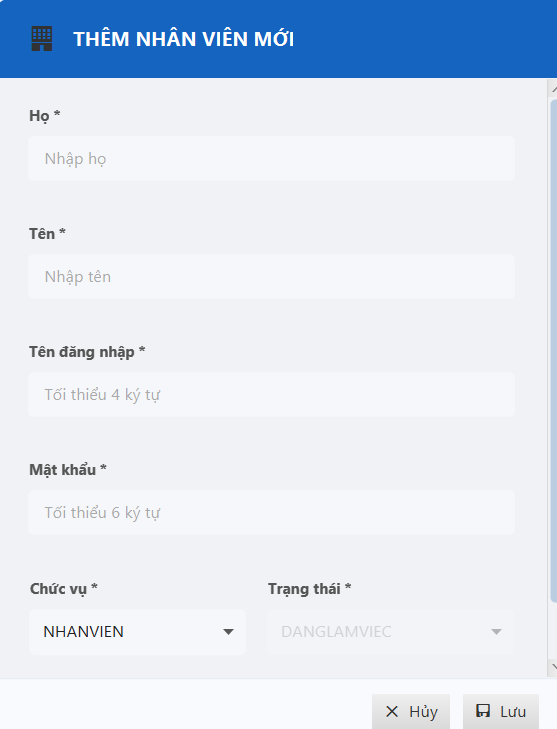 THÊM NHÂN VIÊN MỚI
Họ *
Nhập họ
Tên *
Nhập tên
Tên đăng nhập *
Tối thiểu 4 ký tự
Mật khẩu *
Tối thiểu 6 ký tự
Chức vụ * Trạng thái *
NHANVIEN DANGLAMVIEC
Hủy Lưu